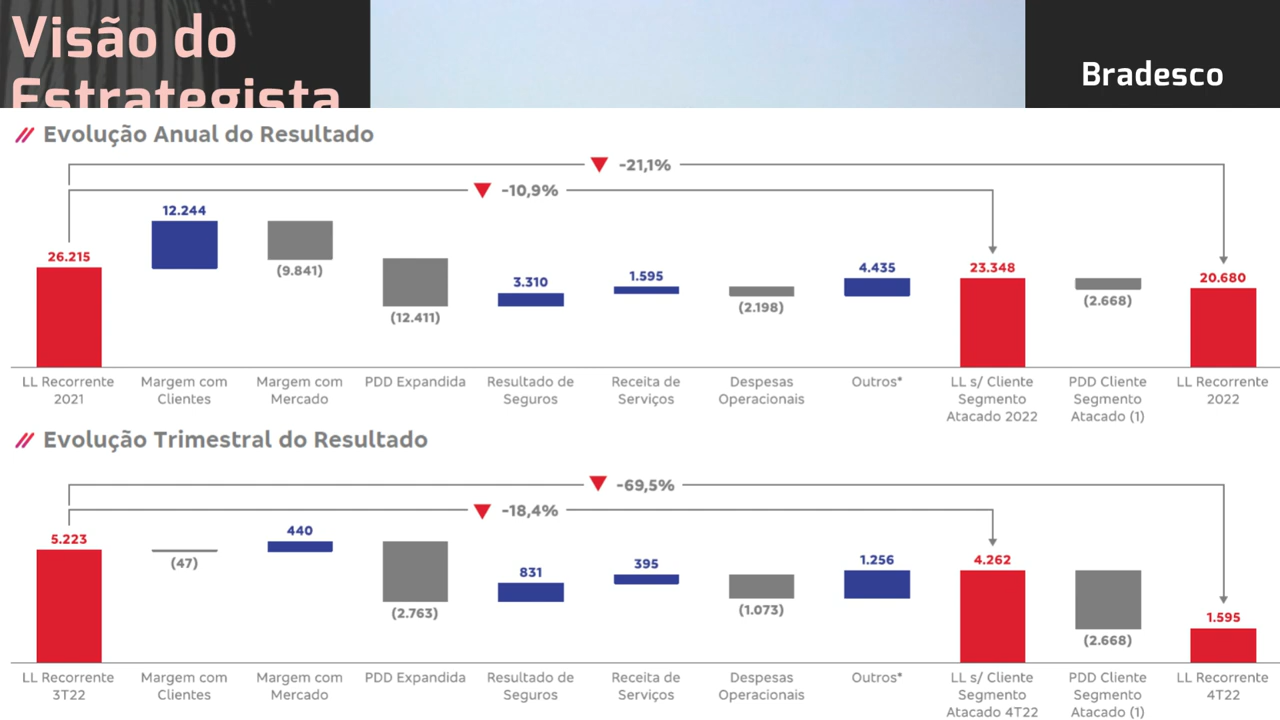 Visão do
Estrategista
Bradesco
// Evolução Anual do Resultado
-21,1%
-10,9%
26.215
12.244
(9.841)
(12.411)
3.310
1.595
(2.198)
4.435
23.348
(2.668)
20.680
LL Recorrente
2021
Margem com
Clientes
Margem com
Mercado
PDD Expandida
Resultado de
Seguros
Receita de
Serviços
Despesas
Operacionais
Outros*
LL s/ Cliente
Segmento
Atacado 2022
PDD Cliente
Segmento
Atacado (1)
LL Recorrente
2022
// Evolução Trimestral do Resultado
-69,5%
-18,4%
5.223
(47)
440
(2.763)
831
395
(1.073)
1.256
4.262
(2.668)
1.595
LL Recorrente
3T22
Margem com
Clientes
Margem com
Mercado
PDD Expandida
Resultado de
Seguros
Receita de
Serviços
Despesas
Operacionais
Outros*
LL s/ Cliente
Segmento
Atacado 4T22
PDD Cliente
Segmento
Atacado (1)
LL Recorrente
4T22